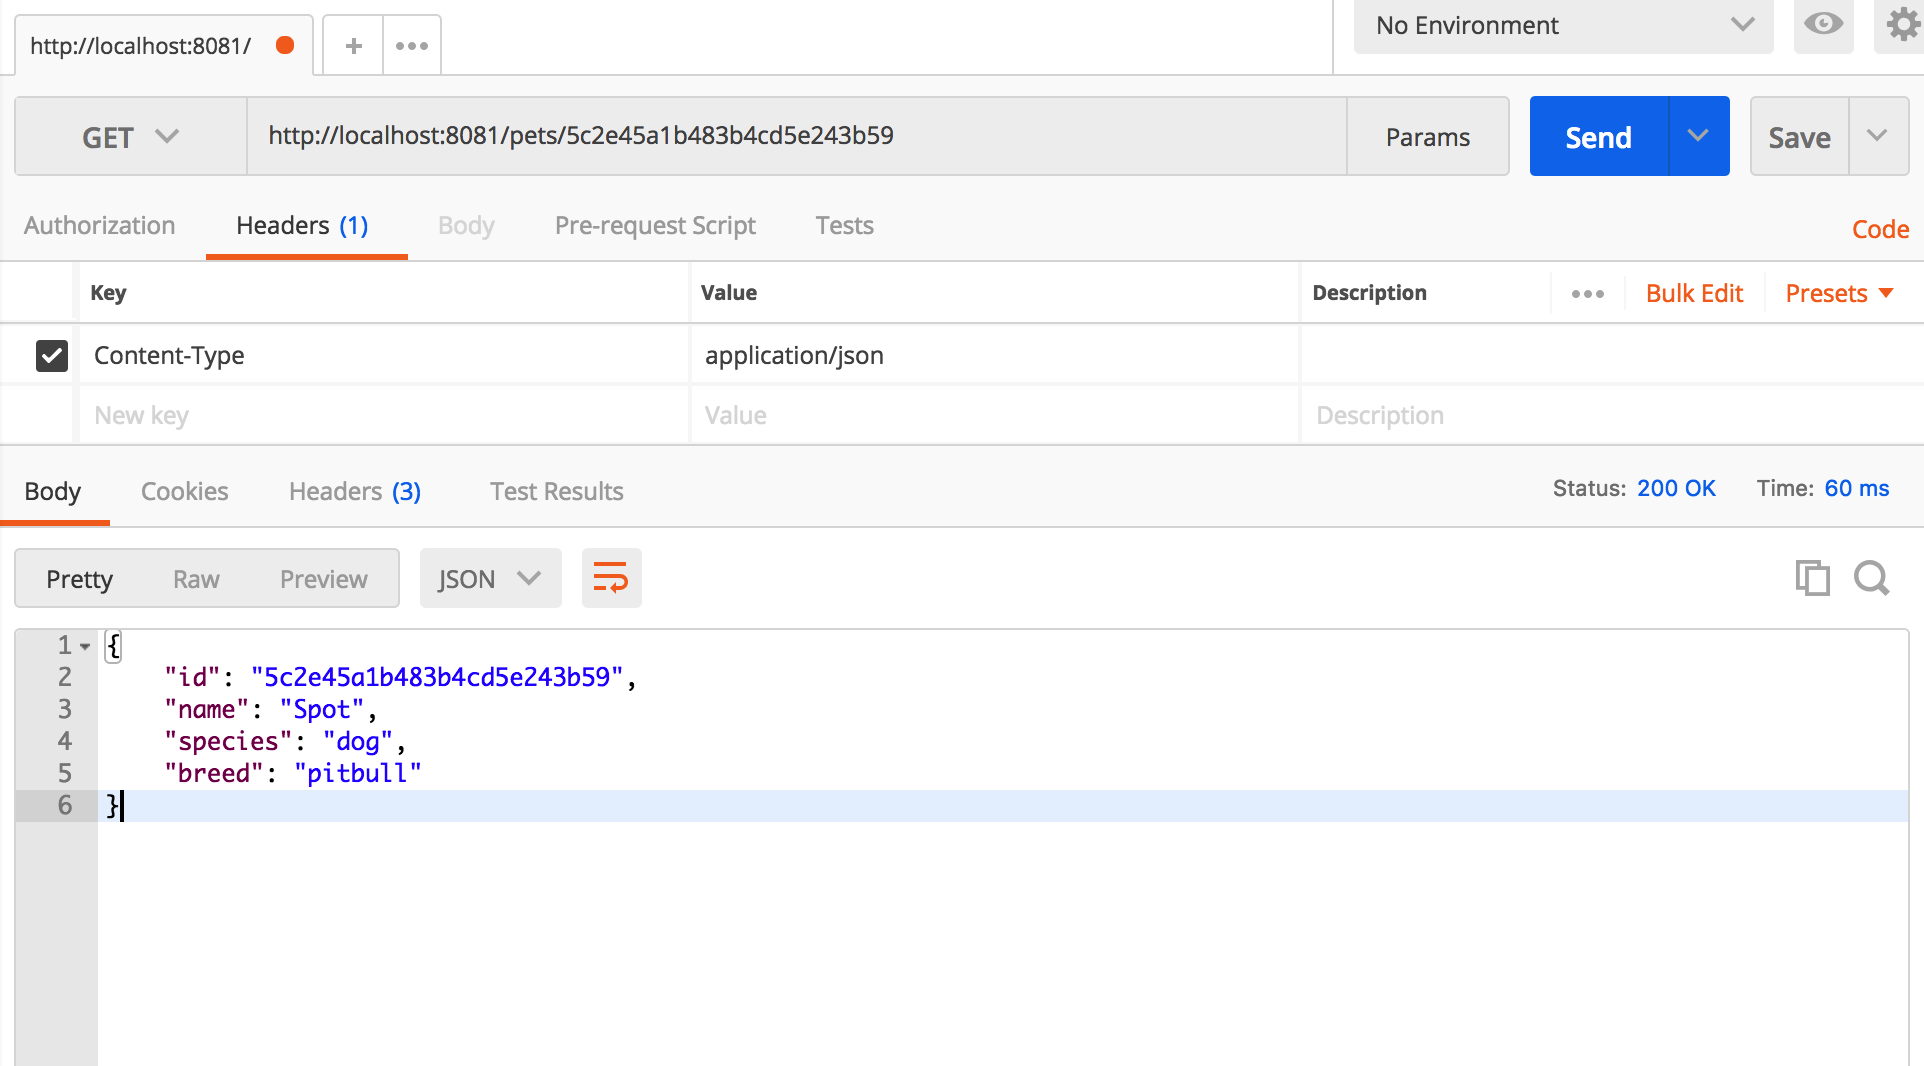 http://localhost:8081/
No Environment
GET http://localhost:8081/pets/5c2e45a1b483b4cd5e243b59 Params Send Save
Authorization Headers (1) Body Pre-request Script Tests Code
Key Value Description Bulk Edit Presets
Content-Type application/json
New key Value Description
Body Cookies Headers (3) Test Results Status: 200 OK Time: 60 ms
Pretty Raw Preview JSON
1 {
2 "id": "5c2e45a1b483b4cd5e243b59",
3 "name": "Spot",
4 "species": "dog",
5 "breed": "pitbull"
6 }